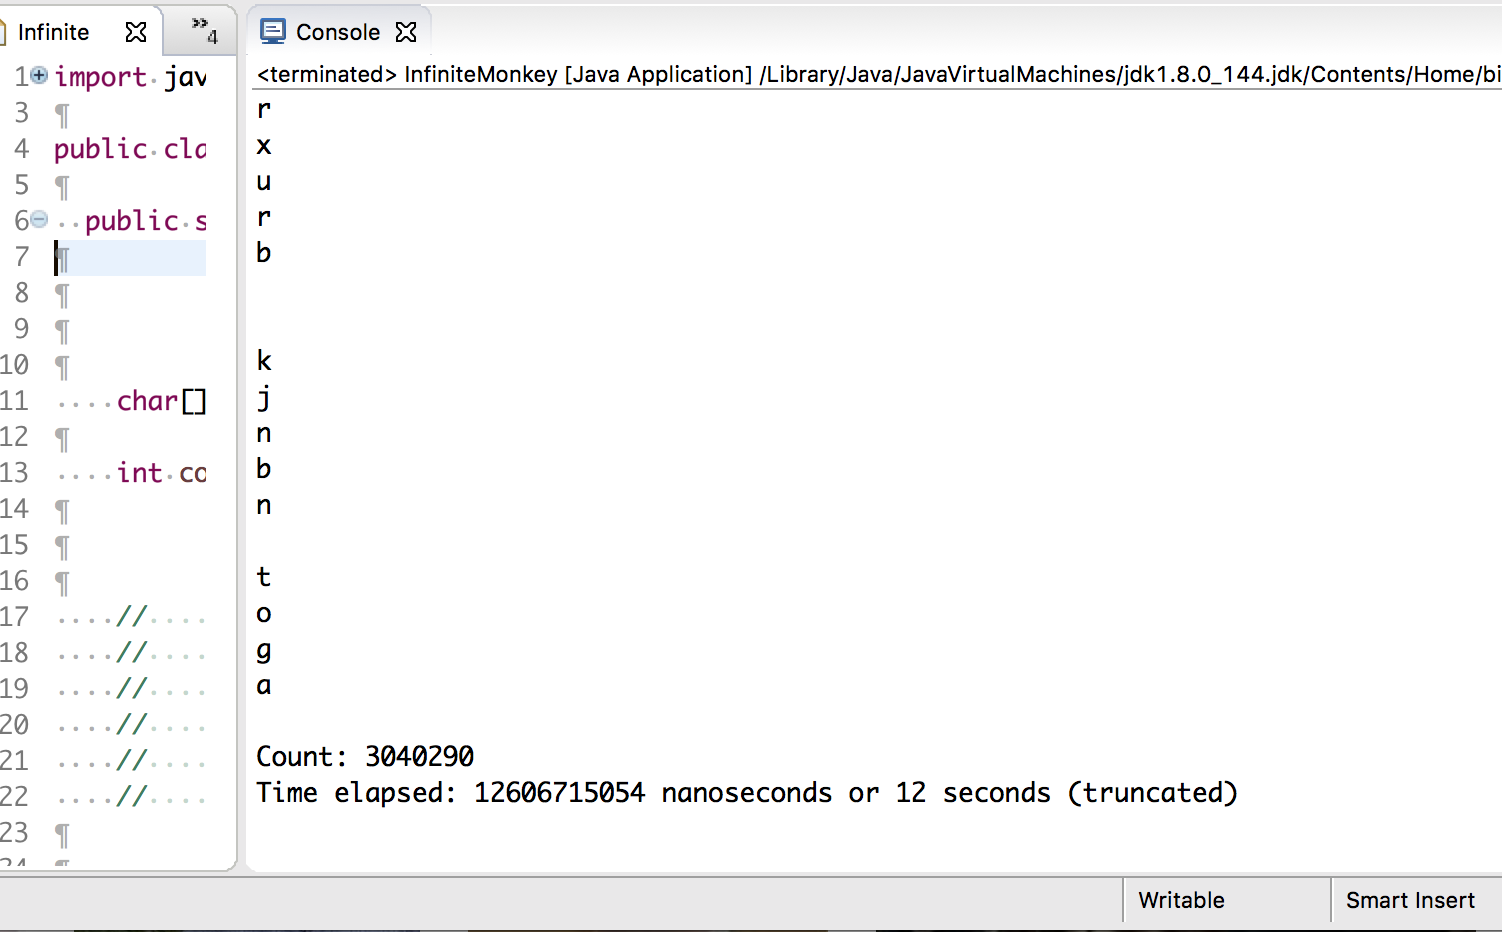 Infinite
»4
Console
<terminated> InfiniteMonkey [Java Application] /Library/Java/JavaVirtualMachines/jdk1.8.0_144.jdk/Contents/Home/bi
1 import jav
3 ¶
4 public cla
5 ¶
6 public s
7 ¶
8 ¶
9 ¶
10 ¶
11 char[]
12 ¶
13 int co
14 ¶
15 ¶
16 ¶
17 //
18 //
19 //
20 //
21 //
22 //
23 ¶
24 ¶
r
x
u
r
b
k
j
n
b
n
t
o
g
a
Count: 3040290
Time elapsed: 12606715054 nanoseconds or 12 seconds (truncated)
Writable
Smart Insert